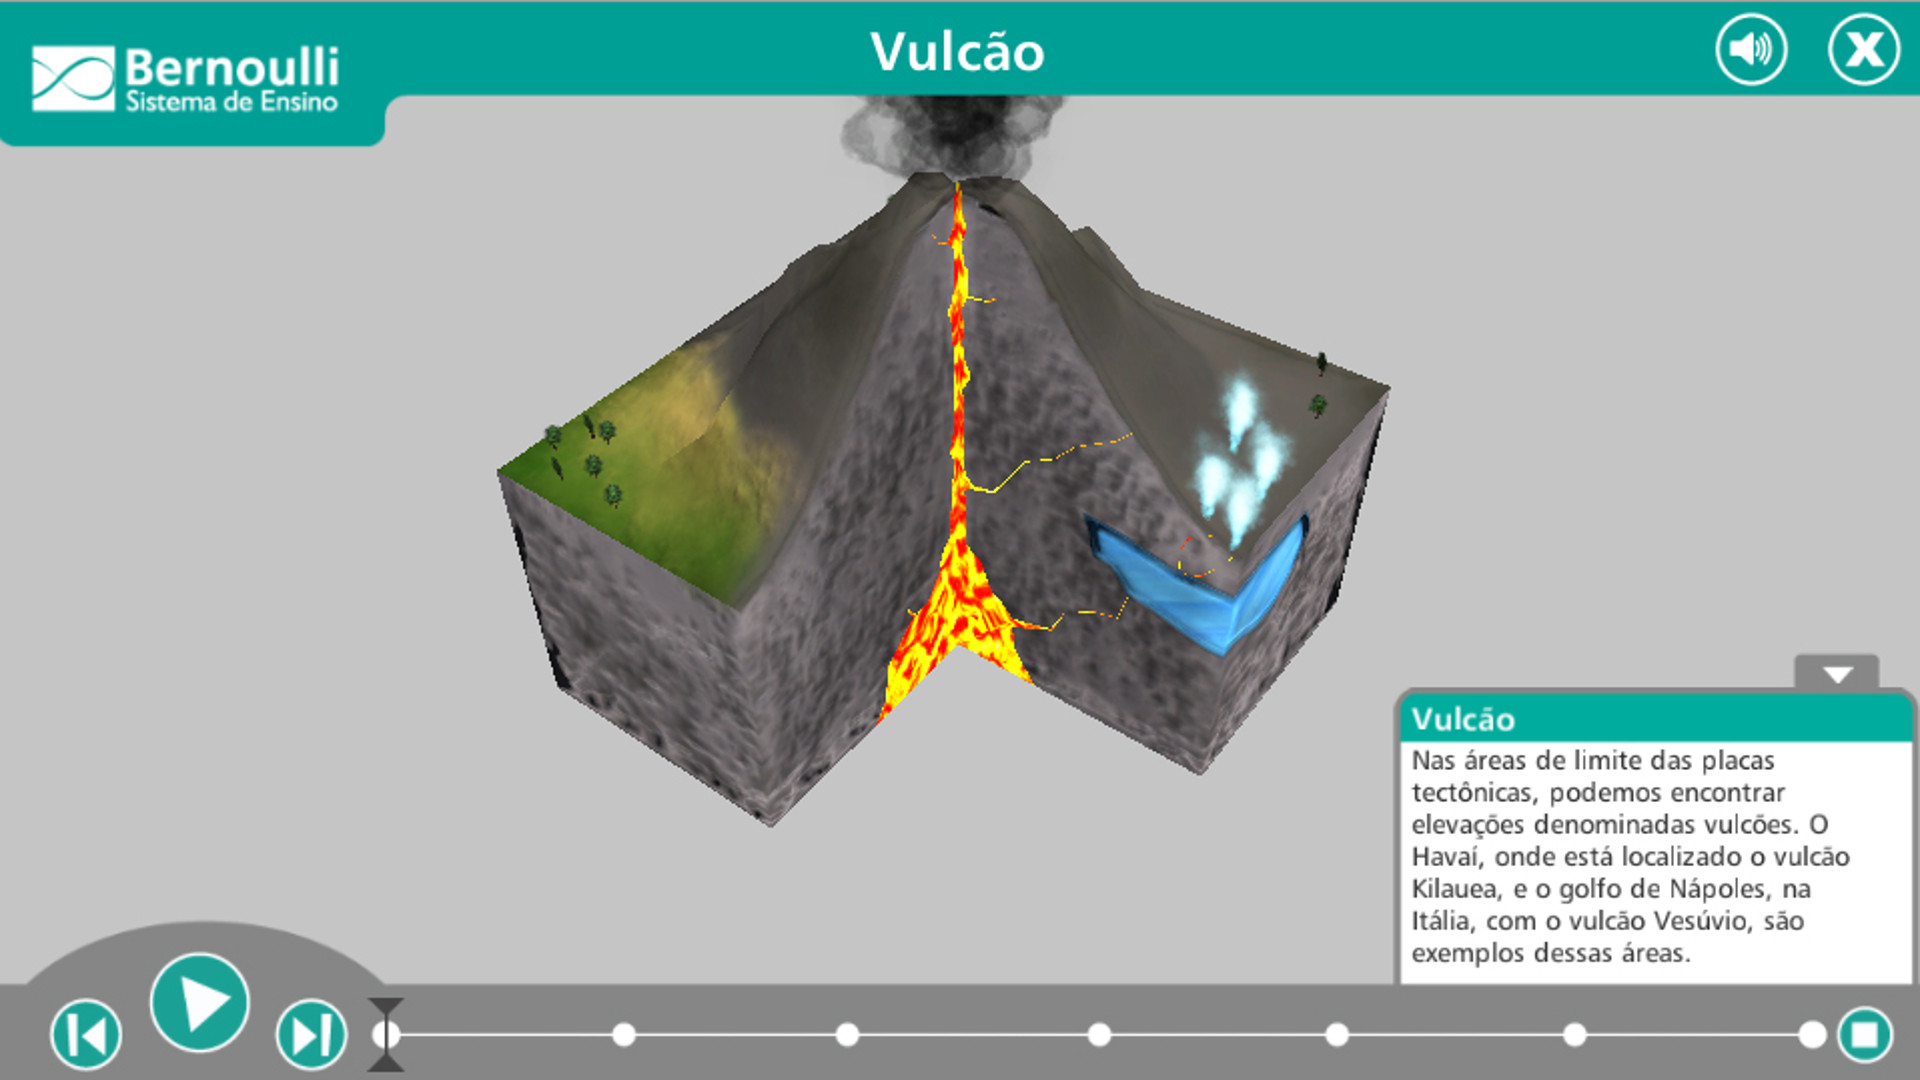 Bernoulli
Sistema de Ensino
Vulcão
Vulcão
Nas áreas de limite das placas
tectônicas, podemos encontrar
elevações denominadas vulcões. O
Havaí, onde está localizado o vulcão
Kilauea, e o golfo de Nápoles, na
Itália, com o vulcão Vesúvio, são
exemplos dessas áreas.